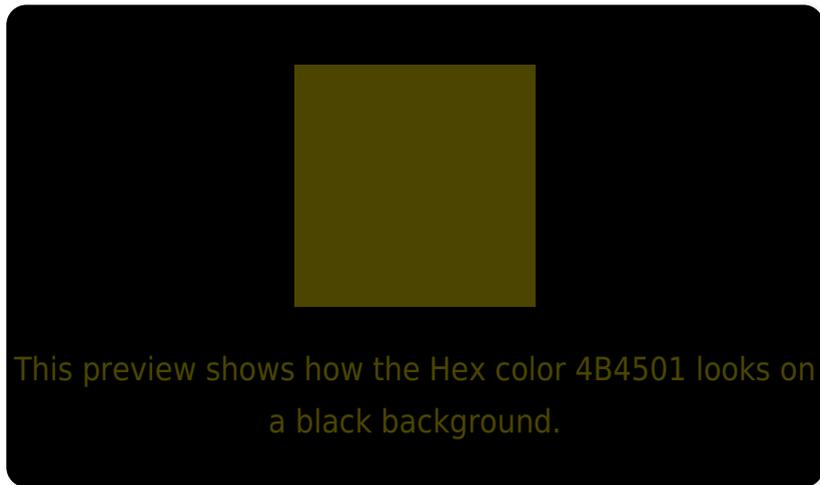 This preview shows how the Hex color 4B4501 looks on
a black background.